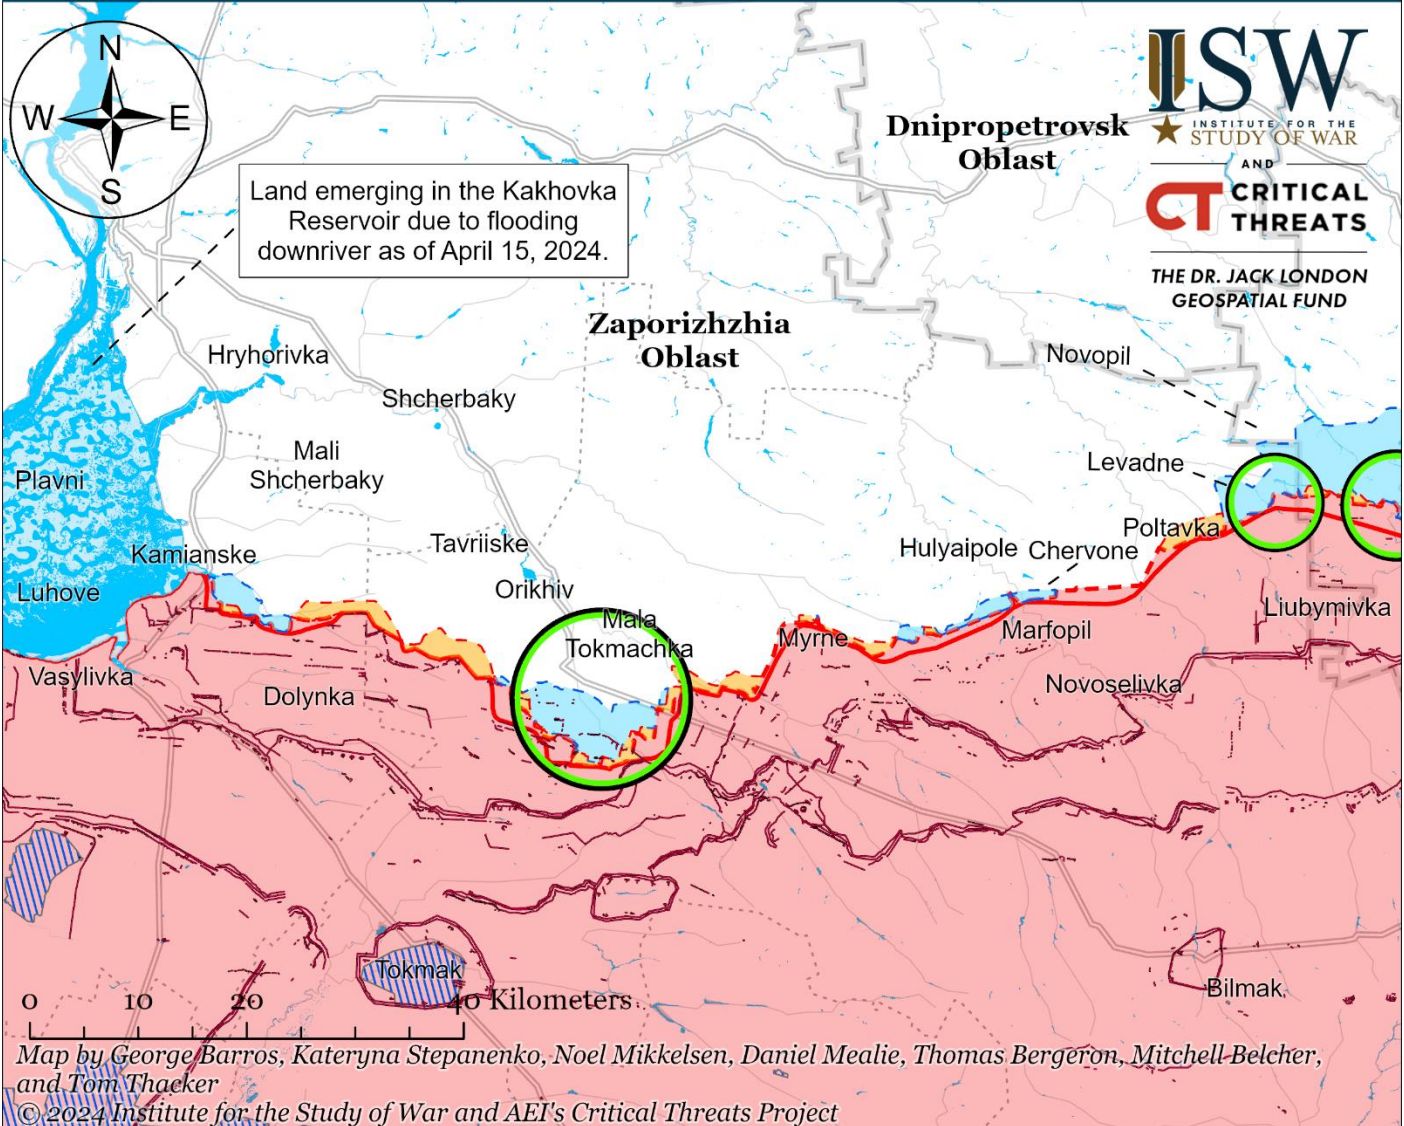 N
W E
S
ISW
INSTITUTE FOR THE
STUDY OF WAR
AND
CT CRITICAL
THREATS
THE DR. JACK LONDON
GEOSPATIAL FUND
Dnipropetrovsk
Oblast
Land emerging in the Kakhovka
Reservoir due to flooding
downriver as of April 15, 2024.
Zaporizhzhia
Oblast
Hryhorivka
Novopil
Shcherbaky
Mali
Shcherbaky
Levadne
Plavni
Poltavka
Kamianske
Tavriiske
Hulyaipole
Chervone
Luhove
Orikhiv
Liubymivka
Mala
Tokmachka
Myrne
Marfopil
Vasylivka
Dolynka
Novoselivka
Tokmak
Bilmak
0 10 20 40 Kilometers
Map by George Barros, Kateryna Stepanenko, Noel Mikkelsen, Daniel Mealie, Thomas Bergeron, Mitchell Belcher,
and Tom Thacker
© 2024 Institute for the Study of War and AEI's Critical Threats Project